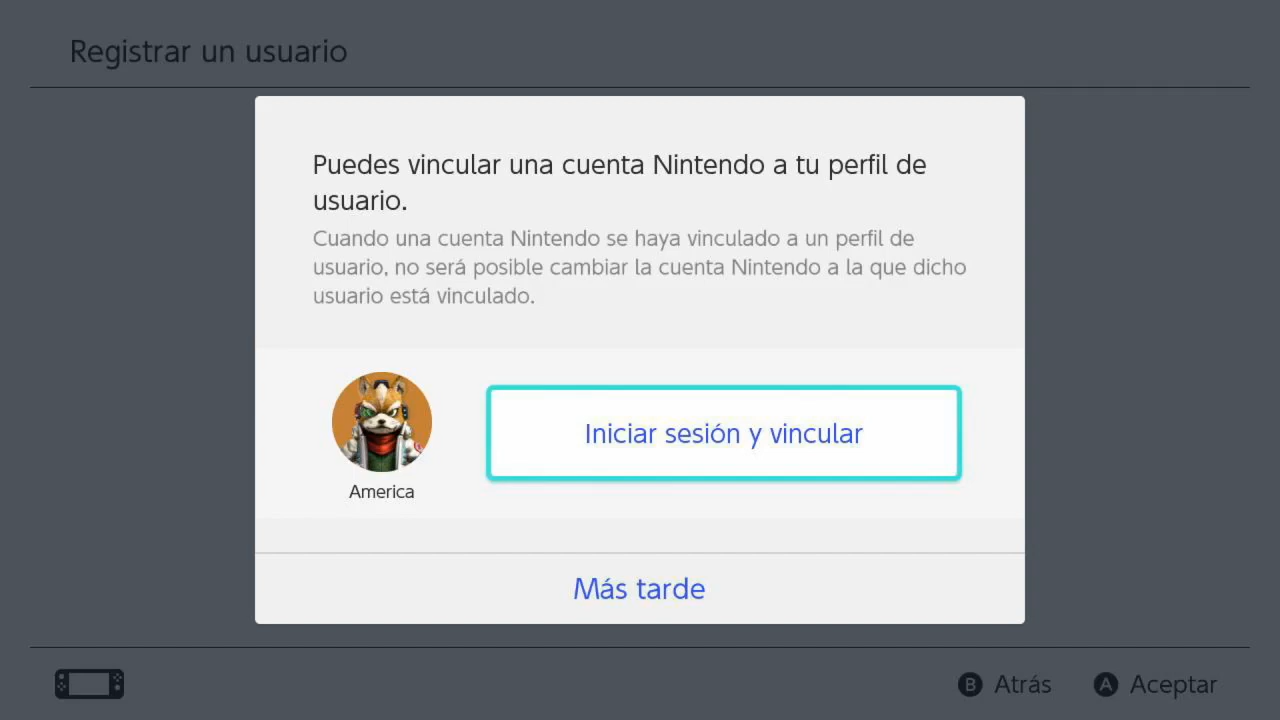 Registrar un usuario
Puedes vincular una cuenta Nintendo a tu perfil de
usuario.
Cuando una cuenta Nintendo se haya vinculado a un perfil de
usuario, no será posible cambiar la cuenta Nintendo a la que dicho
usuario está vinculado.
Iniciar sesión y vincular
America
Más tarde
B Atrás A Aceptar